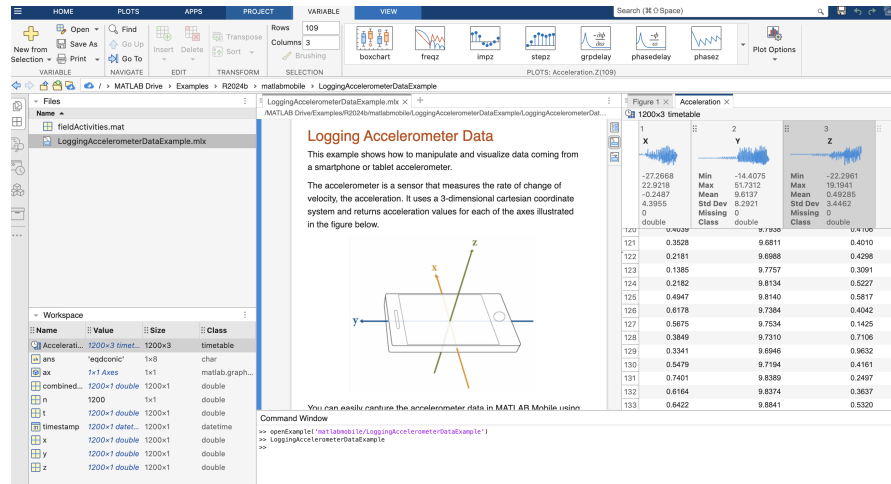 HOME PLOTS APPS PROJECT VARIABLE VIEW Search (⌘⇧Space)
New from Selection
Open
Save As
Print
VARIABLE
Find
Go Up
Go To
NAVIGATE
Insert Delete
EDIT
Transpose
Sort
TRANSFORM
Rows 109
Columns 3
Brushing
SELECTION
boxchart freqz impz stepz grpdelay phasedelay phasez
Plot Options
PLOTS: Acceleration.Z(109)
/ › MATLAB Drive › Examples › R2024b › matlabmobile › LoggingAccelerometerDataExample
Files
Name
fieldActivities.mat
LoggingAccelerometerDataExample.mlx
Workspace
Name Value Size Class
Accelerati... 1200×3 timet... 1200×3 timetable
ans 'eqdconic' 1×8 char
ax 1×1 Axes 1×1 matlab.graph...
combined... 1200×1 double 1200×1 double
n 1200 1×1 double
t 1200×1 double 1200×1 double
timestamp 1200×1 datet... 1200×1 datetime
x 1200×1 double 1200×1 double
y 1200×1 double 1200×1 double
z 1200×1 double 1200×1 double
LoggingAccelerometerDataExample.mlx
/MATLAB Drive/Examples/R2024b/matlabmobile/LoggingAccelerometerDataExample/LoggingAccelerometerDat...
Logging Accelerometer Data
This example shows how to manipulate and visualize data coming from
a smartphone or tablet accelerometer.
The accelerometer is a sensor that measures the rate of change of
velocity, the acceleration. It uses a 3-dimensional cartesian coordinate
system and returns acceleration values for each of the axes illustrated
in the figure below.
z
x
y
You can easily capture the accelerometer data in MATLAB Mobile using
Command Window
>> openExample('matlabmobile/LoggingAccelerometerDataExample')
>> LoggingAccelerometerDataExample
>>
Figure 1 Acceleration
1200×3 timetable
1 2 3
X Y Z
-27.2668 Min -14.4075 Min -22.2961
22.9218 Max 51.7312 Max 19.1941
-0.2487 Mean 9.6137 Mean 0.49285
4.3955 Std Dev 8.2921 Std Dev 3.4462
0 Missing 0 Missing 0
double Class double Class double
120 0.4039 9.7938 0.4106
121 0.3528 9.6811 0.4010
122 0.2181 9.6988 0.4298
123 0.1385 9.7757 0.3091
124 0.2182 9.8134 0.5227
125 0.4947 9.8140 0.5817
126 0.6178 9.7384 0.4042
127 0.5675 9.7534 0.1425
128 0.3849 9.7310 0.7106
129 0.3341 9.6946 0.9632
130 0.5479 9.7194 0.4161
131 0.7401 9.8389 0.2497
132 0.6164 9.8374 0.3637
133 0.6422 9.8841 0.5320